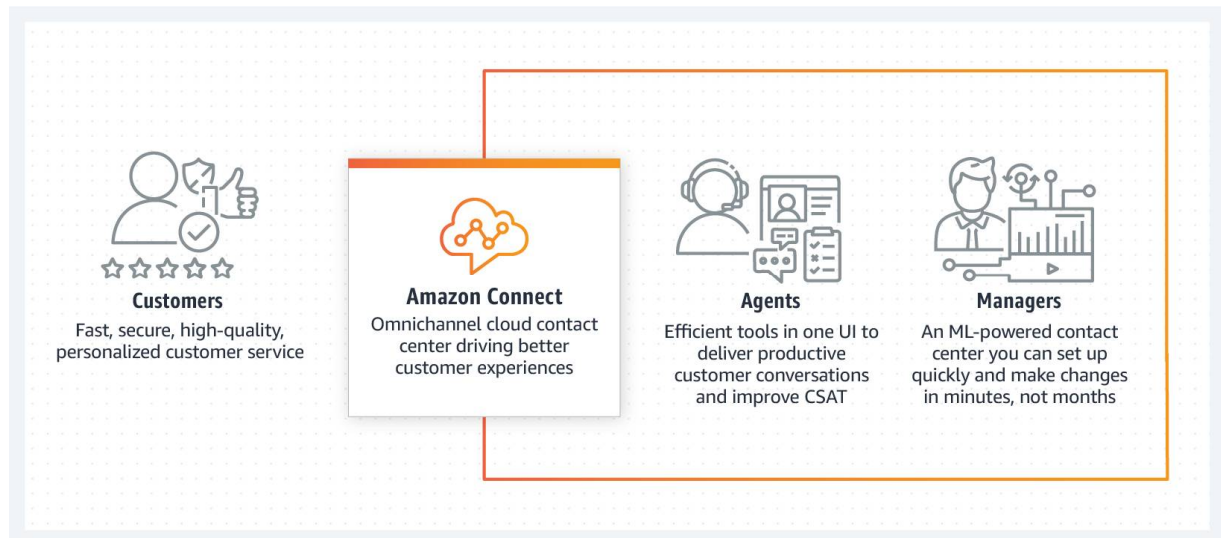 Customers
Fast, secure, high-quality,
personalized customer service
Amazon Connect
Omnichannel cloud contact
center driving better
customer experiences
Agents
Efficient tools in one UI to
deliver productive
customer conversations
and improve CSAT
Managers
An ML-powered contact
center you can set up
quickly and make changes
in minutes, not months